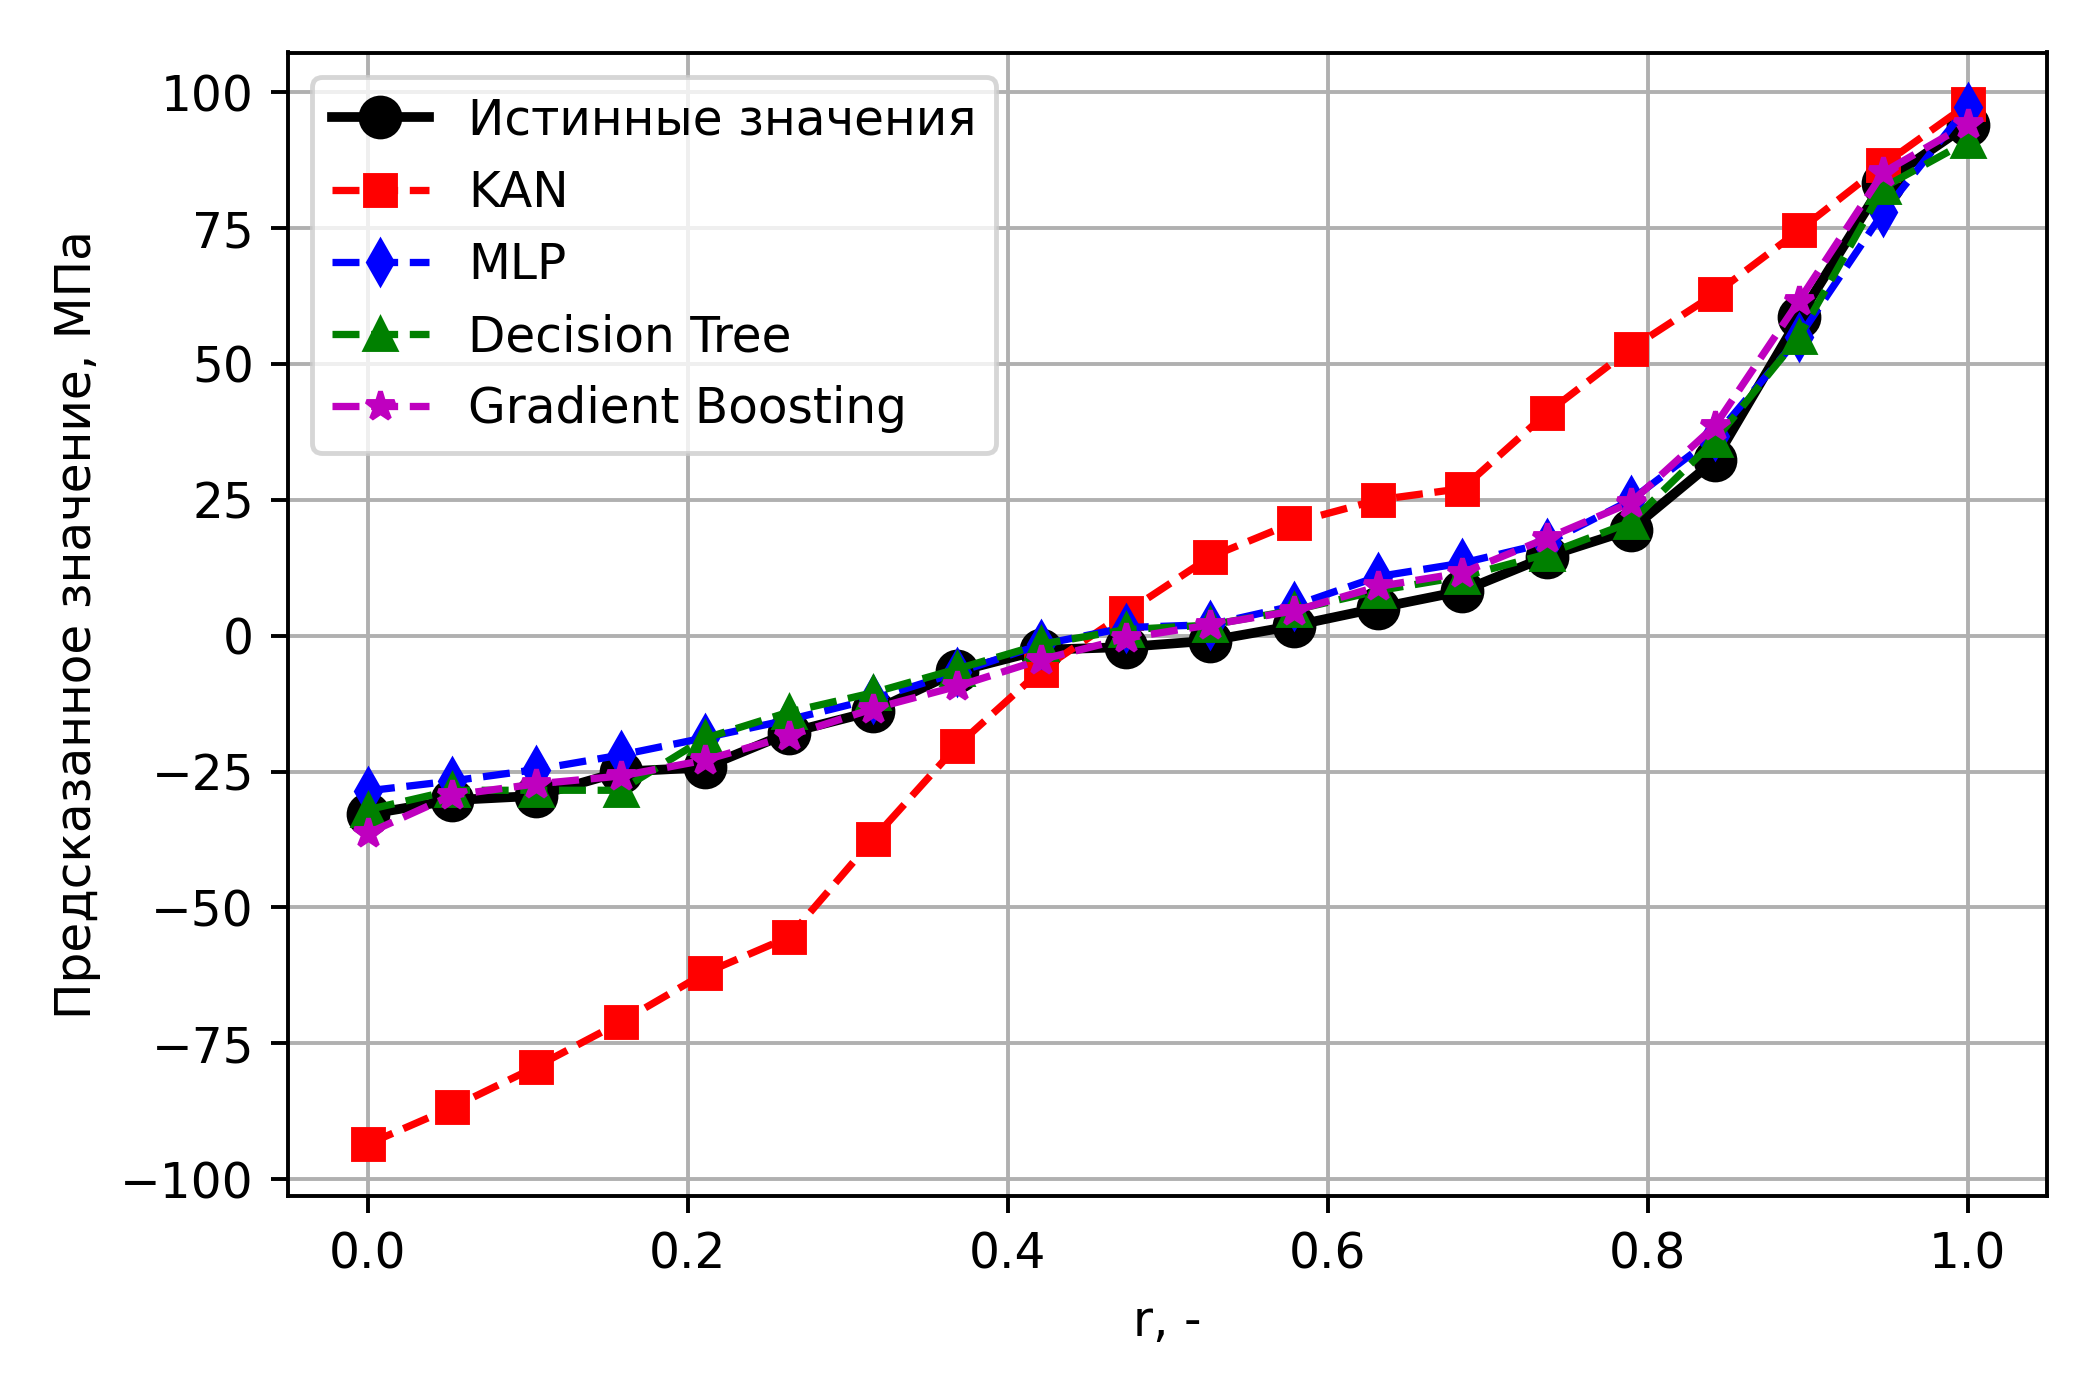 Предсказанное значение, МПа
100
75
50
25
0
−25
−50
−75
−100
Истинные значения
KAN
MLP
Decision Tree
Gradient Boosting
0.0 0.2 0.4 0.6 0.8 1.0
r, -